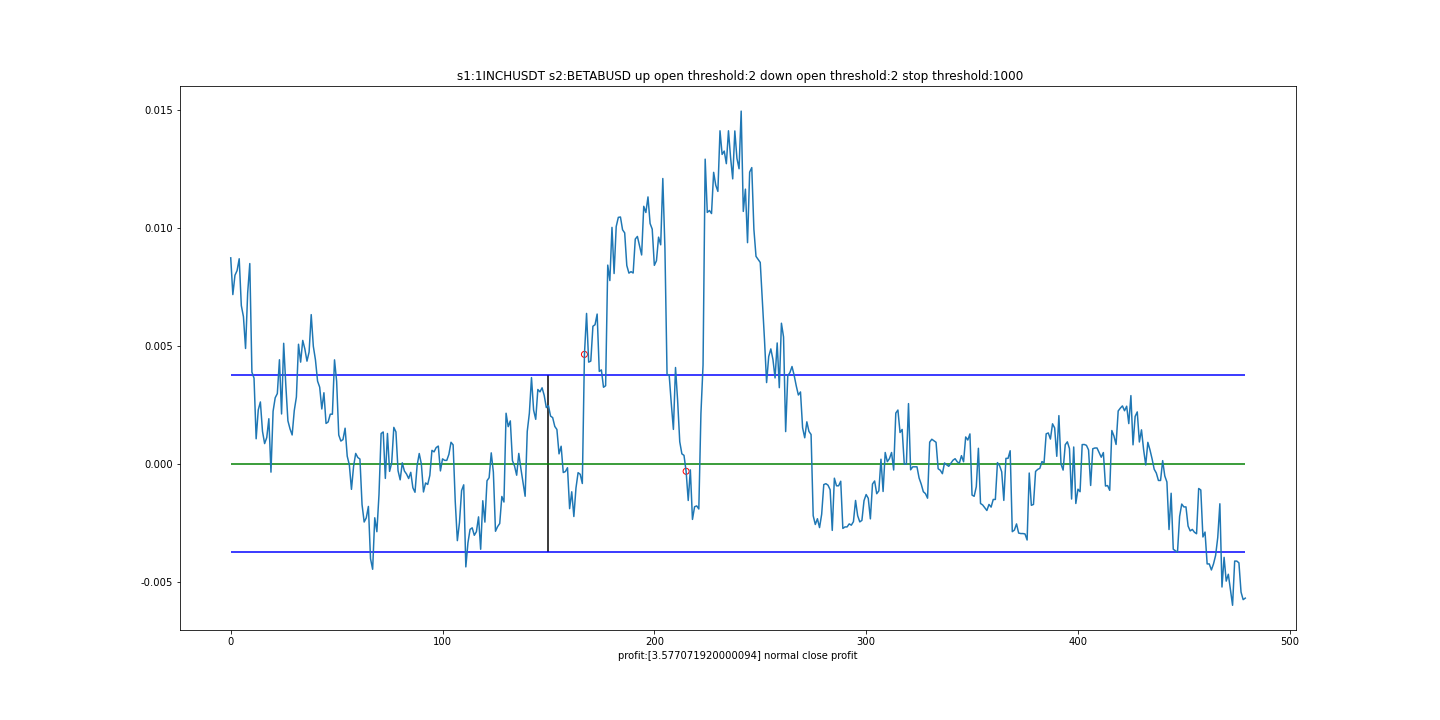 s1:1INCHUSDT s2:BETABUSD up open threshold:2 down open threshold:2 stop threshold:1000
0.015
0.010
0.005
0.000
-0.005
0 100 200 300 400 500
profit:[3.577071920000094] normal close profit